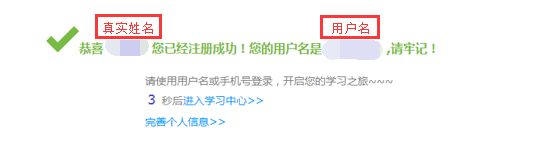 真实姓名 用户名
恭喜 您已经注册成功！您的用户名是 ,请牢记！
请使用用户名或手机号登录，开启您的学习之旅~~~
3 秒后进入学习中心>>
完善个人信息>>